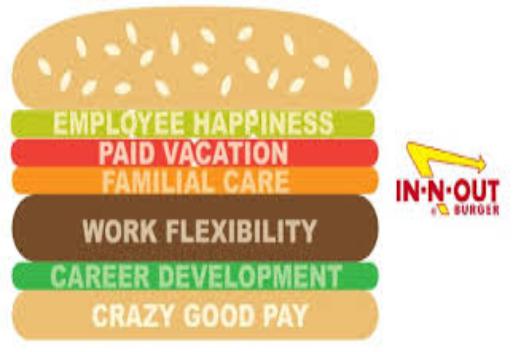 EMPLOYEE HAPPINESS
PAID VACATION
FAMILIAL CARE
WORK FLEXIBILITY
CAREER DEVELOPMENT
CRAZY GOOD PAY
IN-N-OUT
BURGER